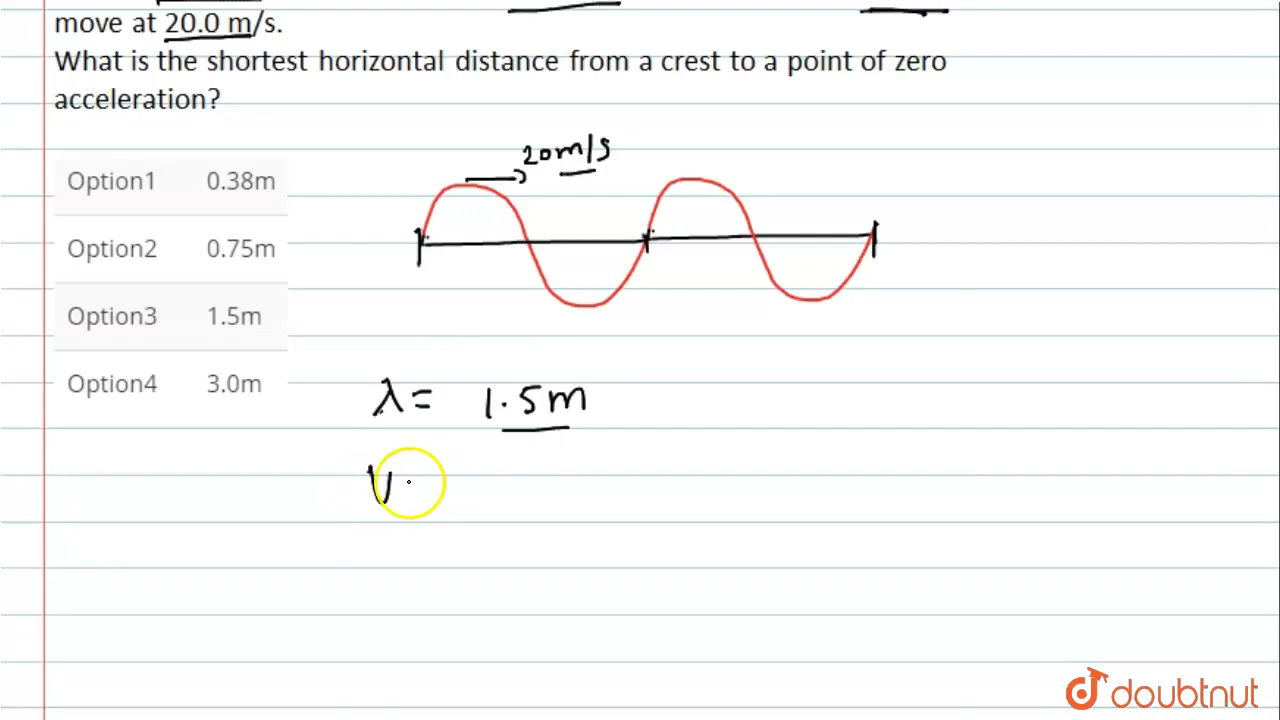 move at 20.0 m/s.
What is the shortest horizontal distance from a crest to a point of zero
acceleration?
20m/s
Option1 0.38m
Option2 0.75m
Option3 1.5m
Option4 3.0m
λ= 1.5m
V
doubtnut